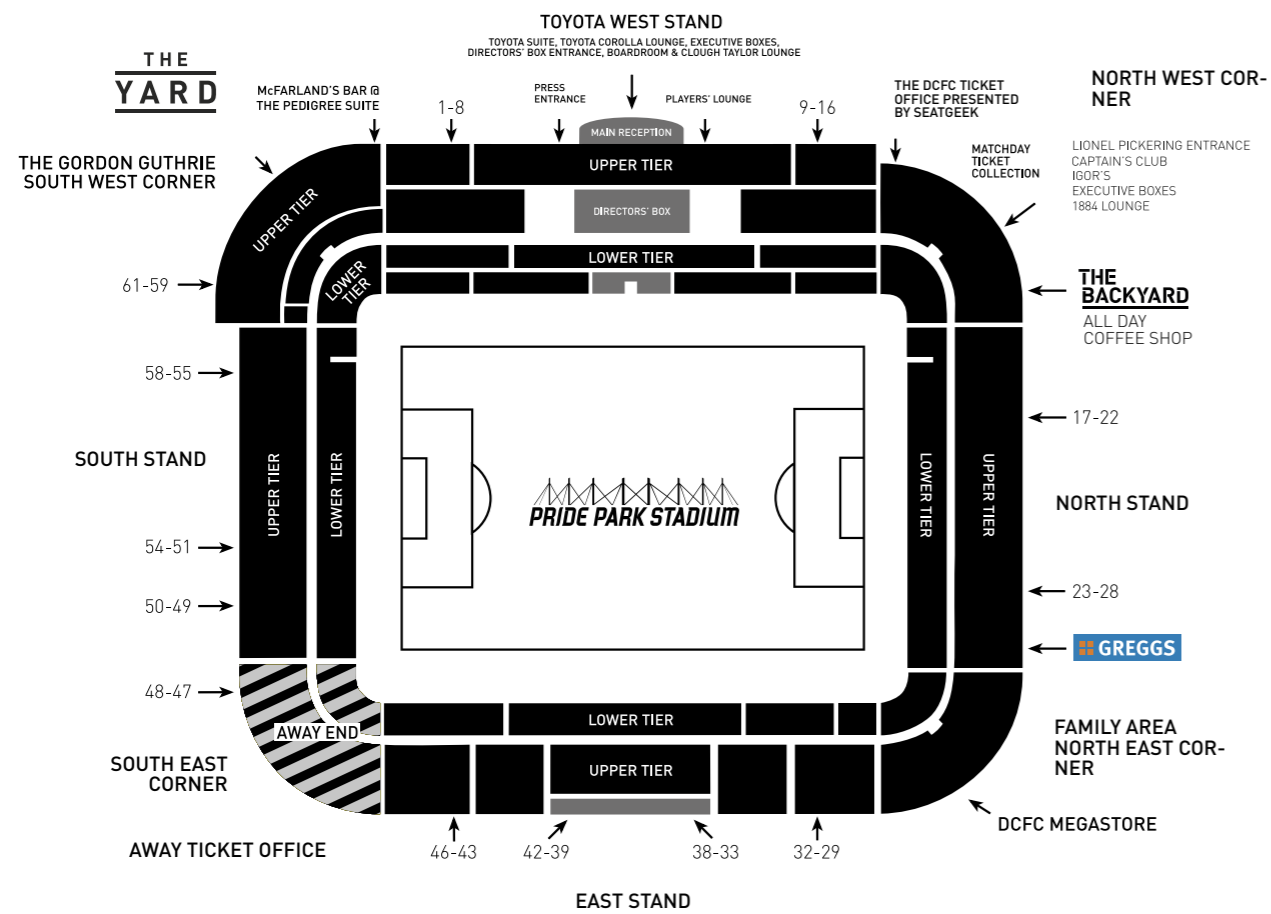 TOYOTA WEST STAND
TOYOTA SUITE, TOYOTA COROLLA LOUNGE, EXECUTIVE BOXES,
DIRECTORS' BOX ENTRANCE, BOARDROOM & CLOUGH TAYLOR LOUNGE
THE
YARD
McFARLAND'S BAR @
THE PEDIGREE SUITE
1-8
PRESS
ENTRANCE
PLAYERS' LOUNGE
9-16
THE DCFC TICKET
OFFICE PRESENTED
BY SEATGEEK
NORTH WEST COR-
NER
MAIN RECEPTION
THE GORDON GUTHRIE
SOUTH WEST CORNER
UPPER TIER
MATCHDAY
TICKET
COLLECTION
LIONEL PICKERING ENTRANCE
CAPTAIN'S CLUB
IGOR'S
EXECUTIVE BOXES
1884 LOUNGE
UPPER TIER
DIRECTORS' BOX
LOWER TIER
LOWER
TIER
61-59
THE
BACKYARD
ALL DAY
COFFEE SHOP
58-55
17-22
SOUTH STAND
UPPER TIER
LOWER TIER
PRIDE PARK STADIUM
LOWER TIER
UPPER TIER
NORTH STAND
54-51
50-49
23-28
GREGGS
48-47
AWAY END
LOWER TIER
FAMILY AREA
NORTH EAST COR-
NER
SOUTH EAST
CORNER
UPPER TIER
DCFC MEGASTORE
AWAY TICKET OFFICE
46-43
42-39
38-33
32-29
EAST STAND